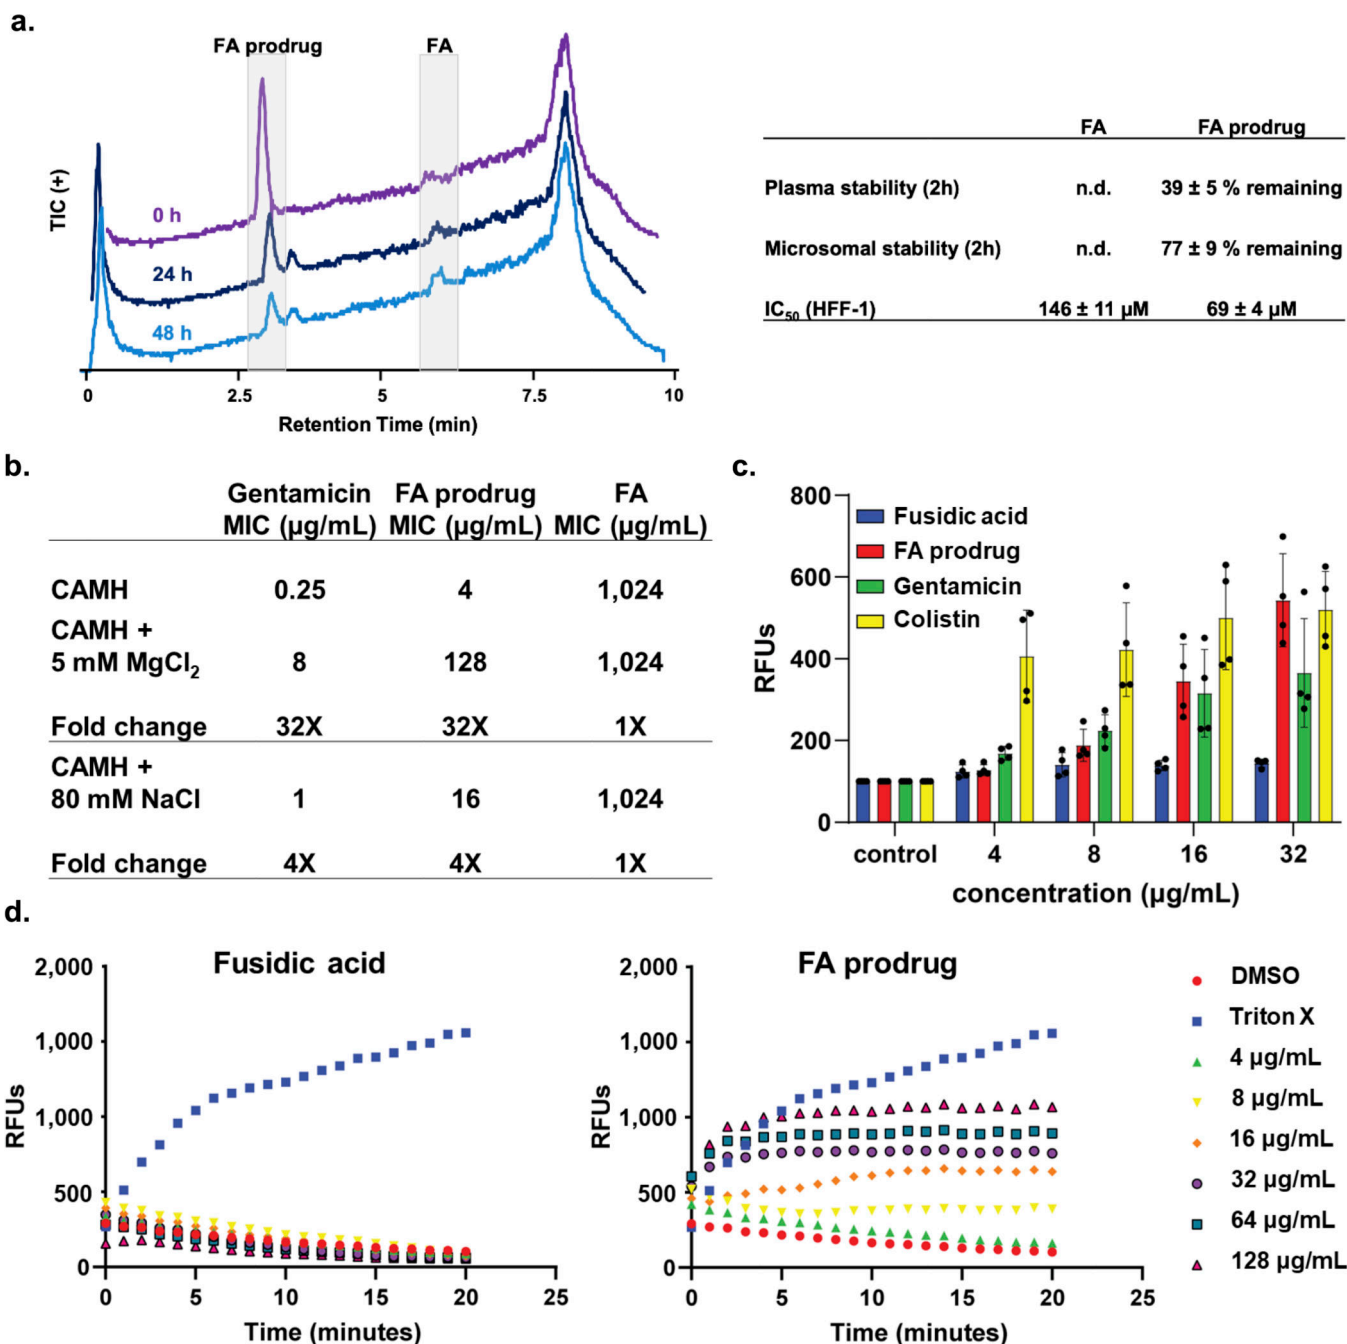 a.
FA prodrug FA
TIC (+)
0 h
24 h
48 h
0 2.5 5 7.5 10
Retention Time (min)
FA FA prodrug
Plasma stability (2h) n.d. 39 ± 5 % remaining
Microsomal stability (2h) n.d. 77 ± 9 % remaining
IC50 (HFF-1) 146 ± 11 µM 69 ± 4 µM
b.
Gentamicin FA prodrug FA
MIC (µg/mL) MIC (µg/mL) MIC (µg/mL)
CAMH 0.25 4 1,024
CAMH +
5 mM MgCl2 8 128 1,024
Fold change 32X 32X 1X
CAMH +
80 mM NaCl 1 16 1,024
Fold change 4X 4X 1X
c.
800
600
400
200
0
RFUs
Fusidic acid
FA prodrug
Gentamicin
Colistin
control 4 8 16 32
concentration (µg/mL)
d.
Fusidic acid
2,000
1,000
1,000
500
0
RFUs
0 5 10 15 20 25
Time (minutes)
FA prodrug
2,000
1,000
1,000
500
0
RFUs
0 5 10 15 20 25
Time (minutes)
DMSO
Triton X
4 µg/mL
8 µg/mL
16 µg/mL
32 µg/mL
64 µg/mL
128 µg/mL